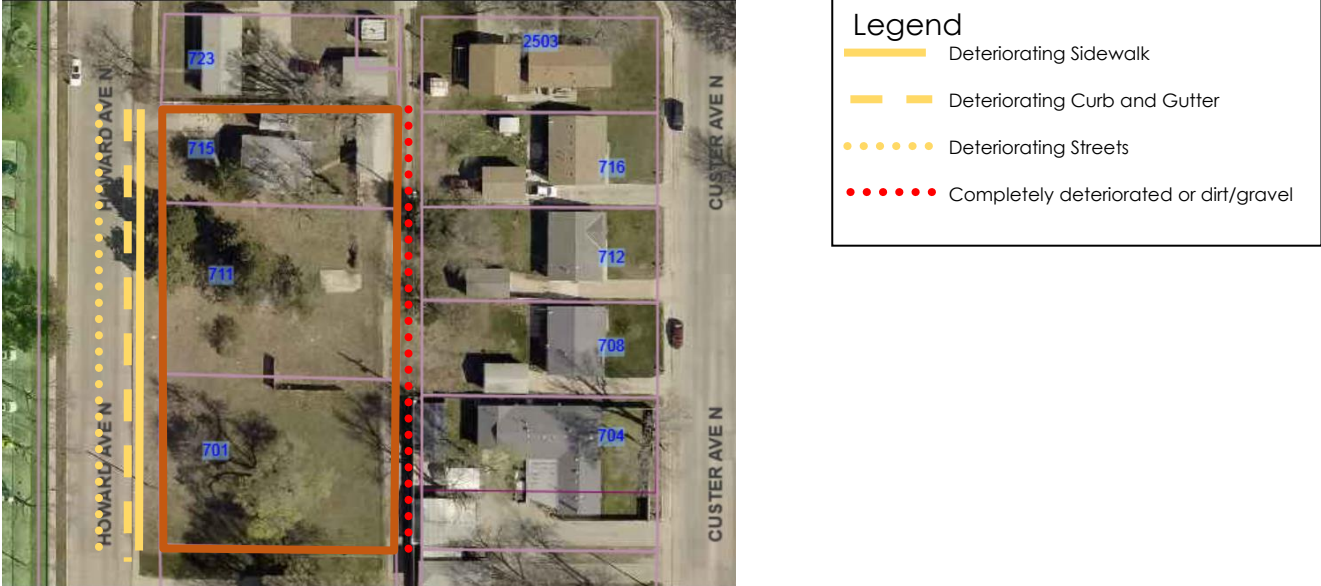 723
2503
HOWARD AVE N
CUSTER AVE N
715
716
711
712
708
701
704
HOWARD AVE N
CUSTER AVE N
Legend
Deteriorating Sidewalk
Deteriorating Curb and Gutter
Deteriorating Streets
Completely deteriorated or dirt/gravel